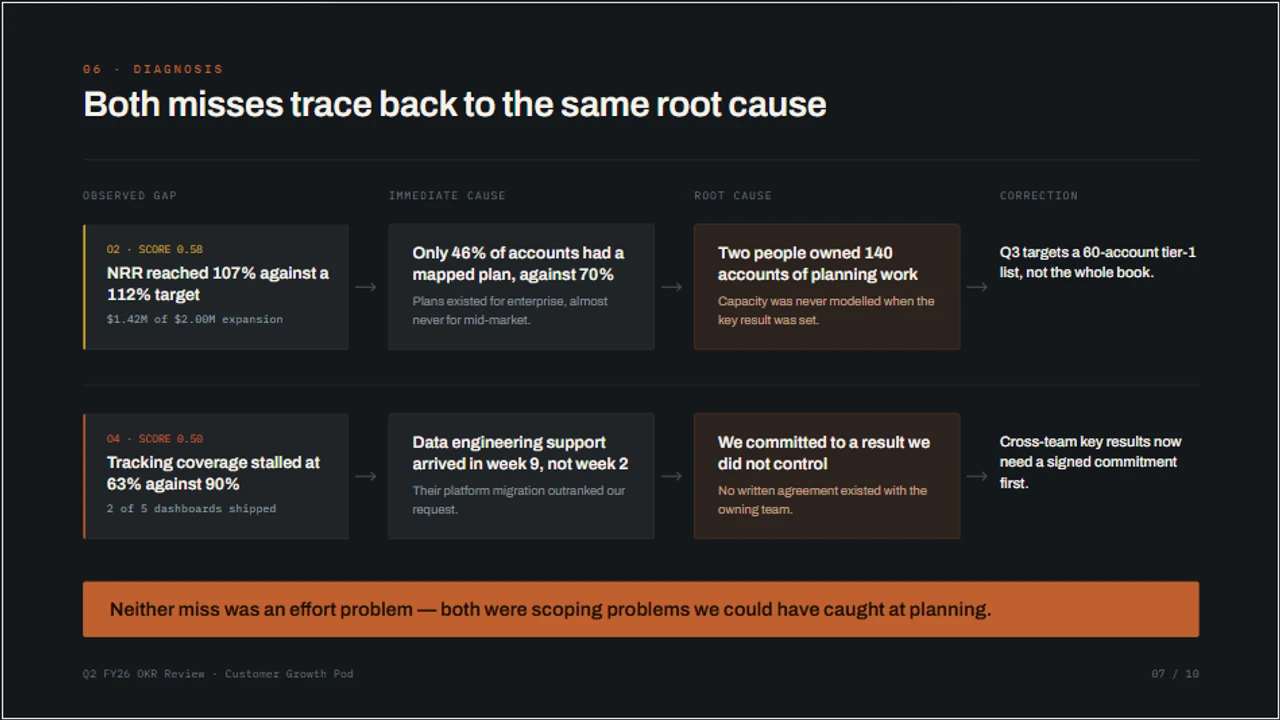 06 · DIAGNOSIS
Both misses trace back to the same root cause
OBSERVED GAP
IMMEDIATE CAUSE
ROOT CAUSE
CORRECTION
O2 · SCORE 0.58
NRR reached 107% against a
112% target
$1.42M of $2.00M expansion
Only 46% of accounts had a
mapped plan, against 70%
Plans existed for enterprise, almost
never for mid-market.
Two people owned 140
accounts of planning work
Capacity was never modelled when the
key result was set.
Q3 targets a 60-account tier-1
list, not the whole book.
O4 · SCORE 0.50
Tracking coverage stalled at
63% against 90%
2 of 5 dashboards shipped
Data engineering support
arrived in week 9, not week 2
Their platform migration outranked our
request.
We committed to a result we
did not control
No written agreement existed with the
owning team.
Cross-team key results now
need a signed commitment
first.
Neither miss was an effort problem — both were scoping problems we could have caught at planning.
Q2 FY26 OKR Review · Customer Growth Pod
07 / 10